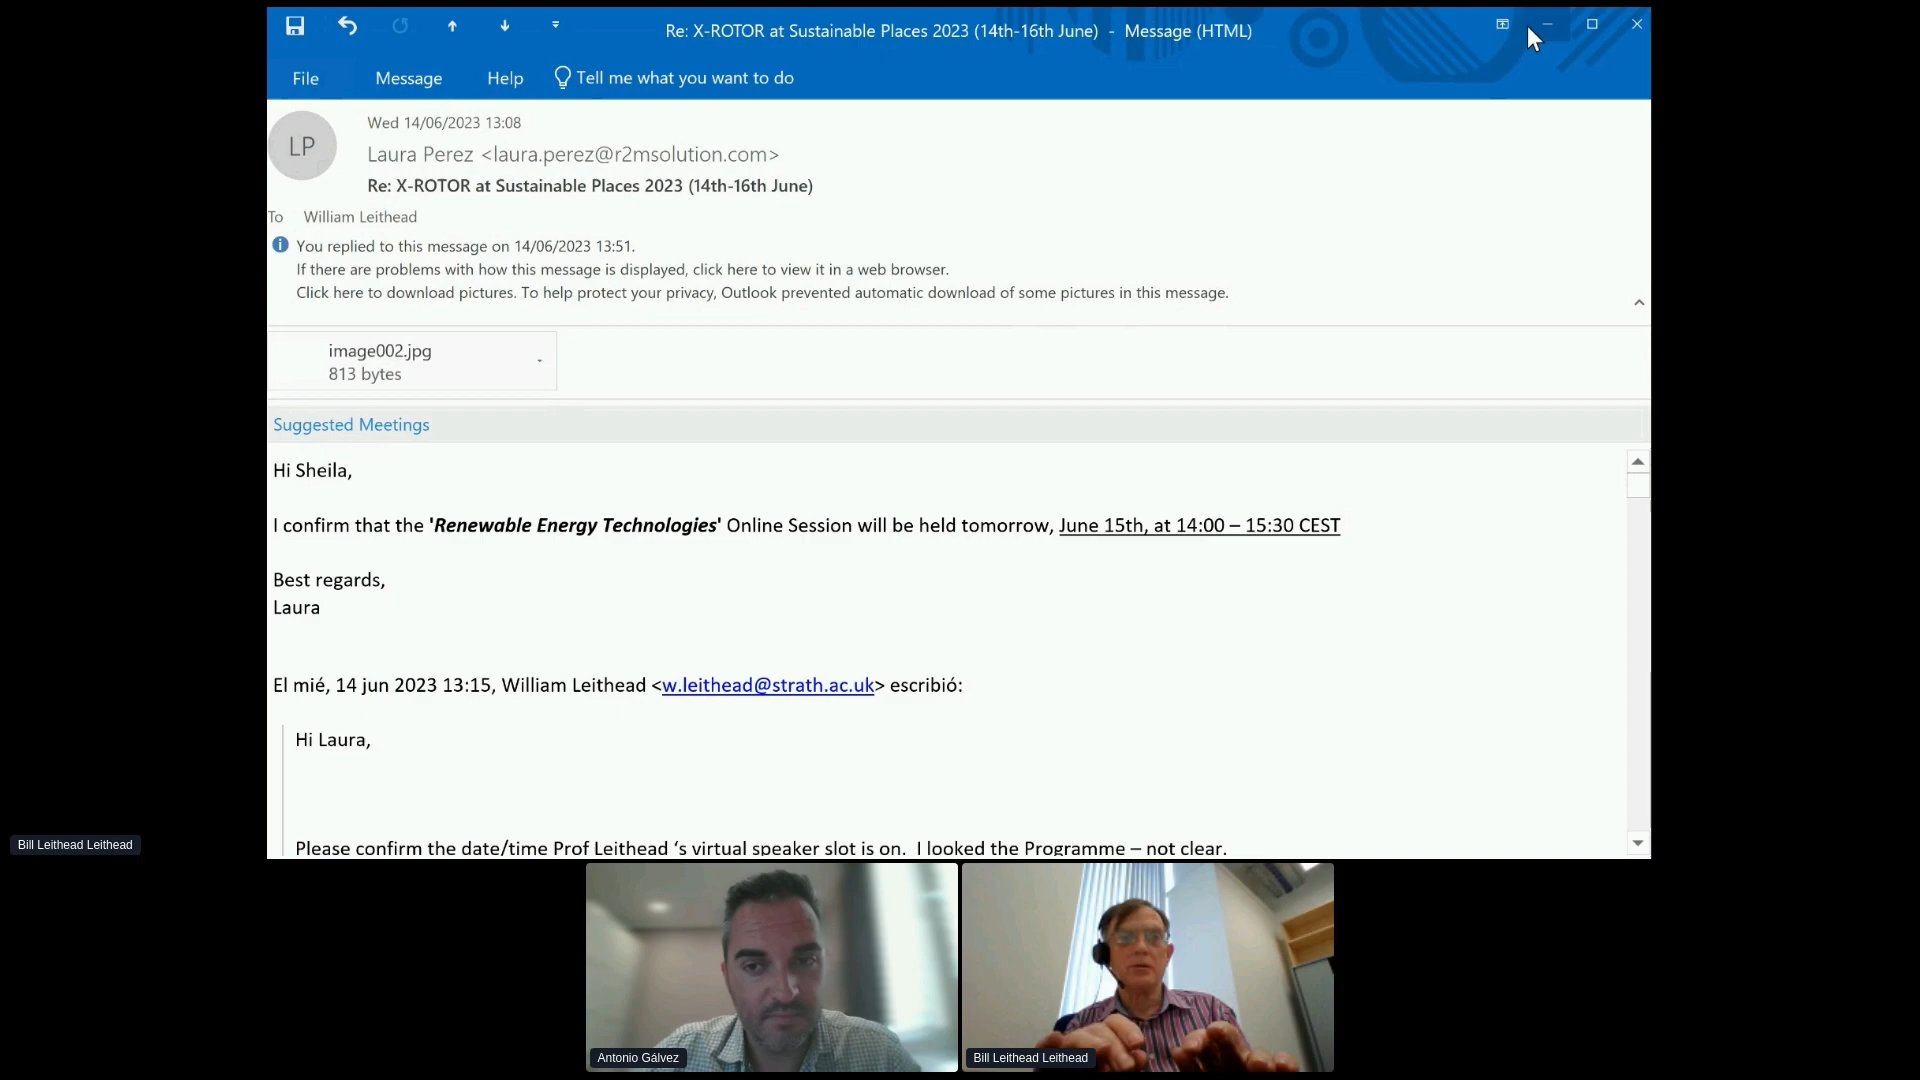 Re: X-ROTOR at Sustainable Places 2023 (14th-16th June) - Message (HTML)
File Message Help Tell me what you want to do
LP
Wed 14/06/2023 13:08
Laura Perez <laura.perez@r2msolution.com>
Re: X-ROTOR at Sustainable Places 2023 (14th-16th June)
To William Leithead
You replied to this message on 14/06/2023 13:51.
If there are problems with how this message is displayed, click here to view it in a web browser.
Click here to download pictures. To help protect your privacy, Outlook prevented automatic download of some pictures in this message.
image002.jpg
813 bytes
Suggested Meetings
Hi Sheila,
I confirm that the 'Renewable Energy Technologies' Online Session will be held tomorrow, June 15th, at 14:00 – 15:30 CEST
Best regards,
Laura
El mié, 14 jun 2023 13:15, William Leithead <w.leithead@strath.ac.uk> escribió:
Hi Laura,
Please confirm the date/time Prof Leithead ‘s virtual speaker slot is on. I looked the Programme – not clear.
Bill Leithead Leithead
Antonio Gálvez
Bill Leithead Leithead